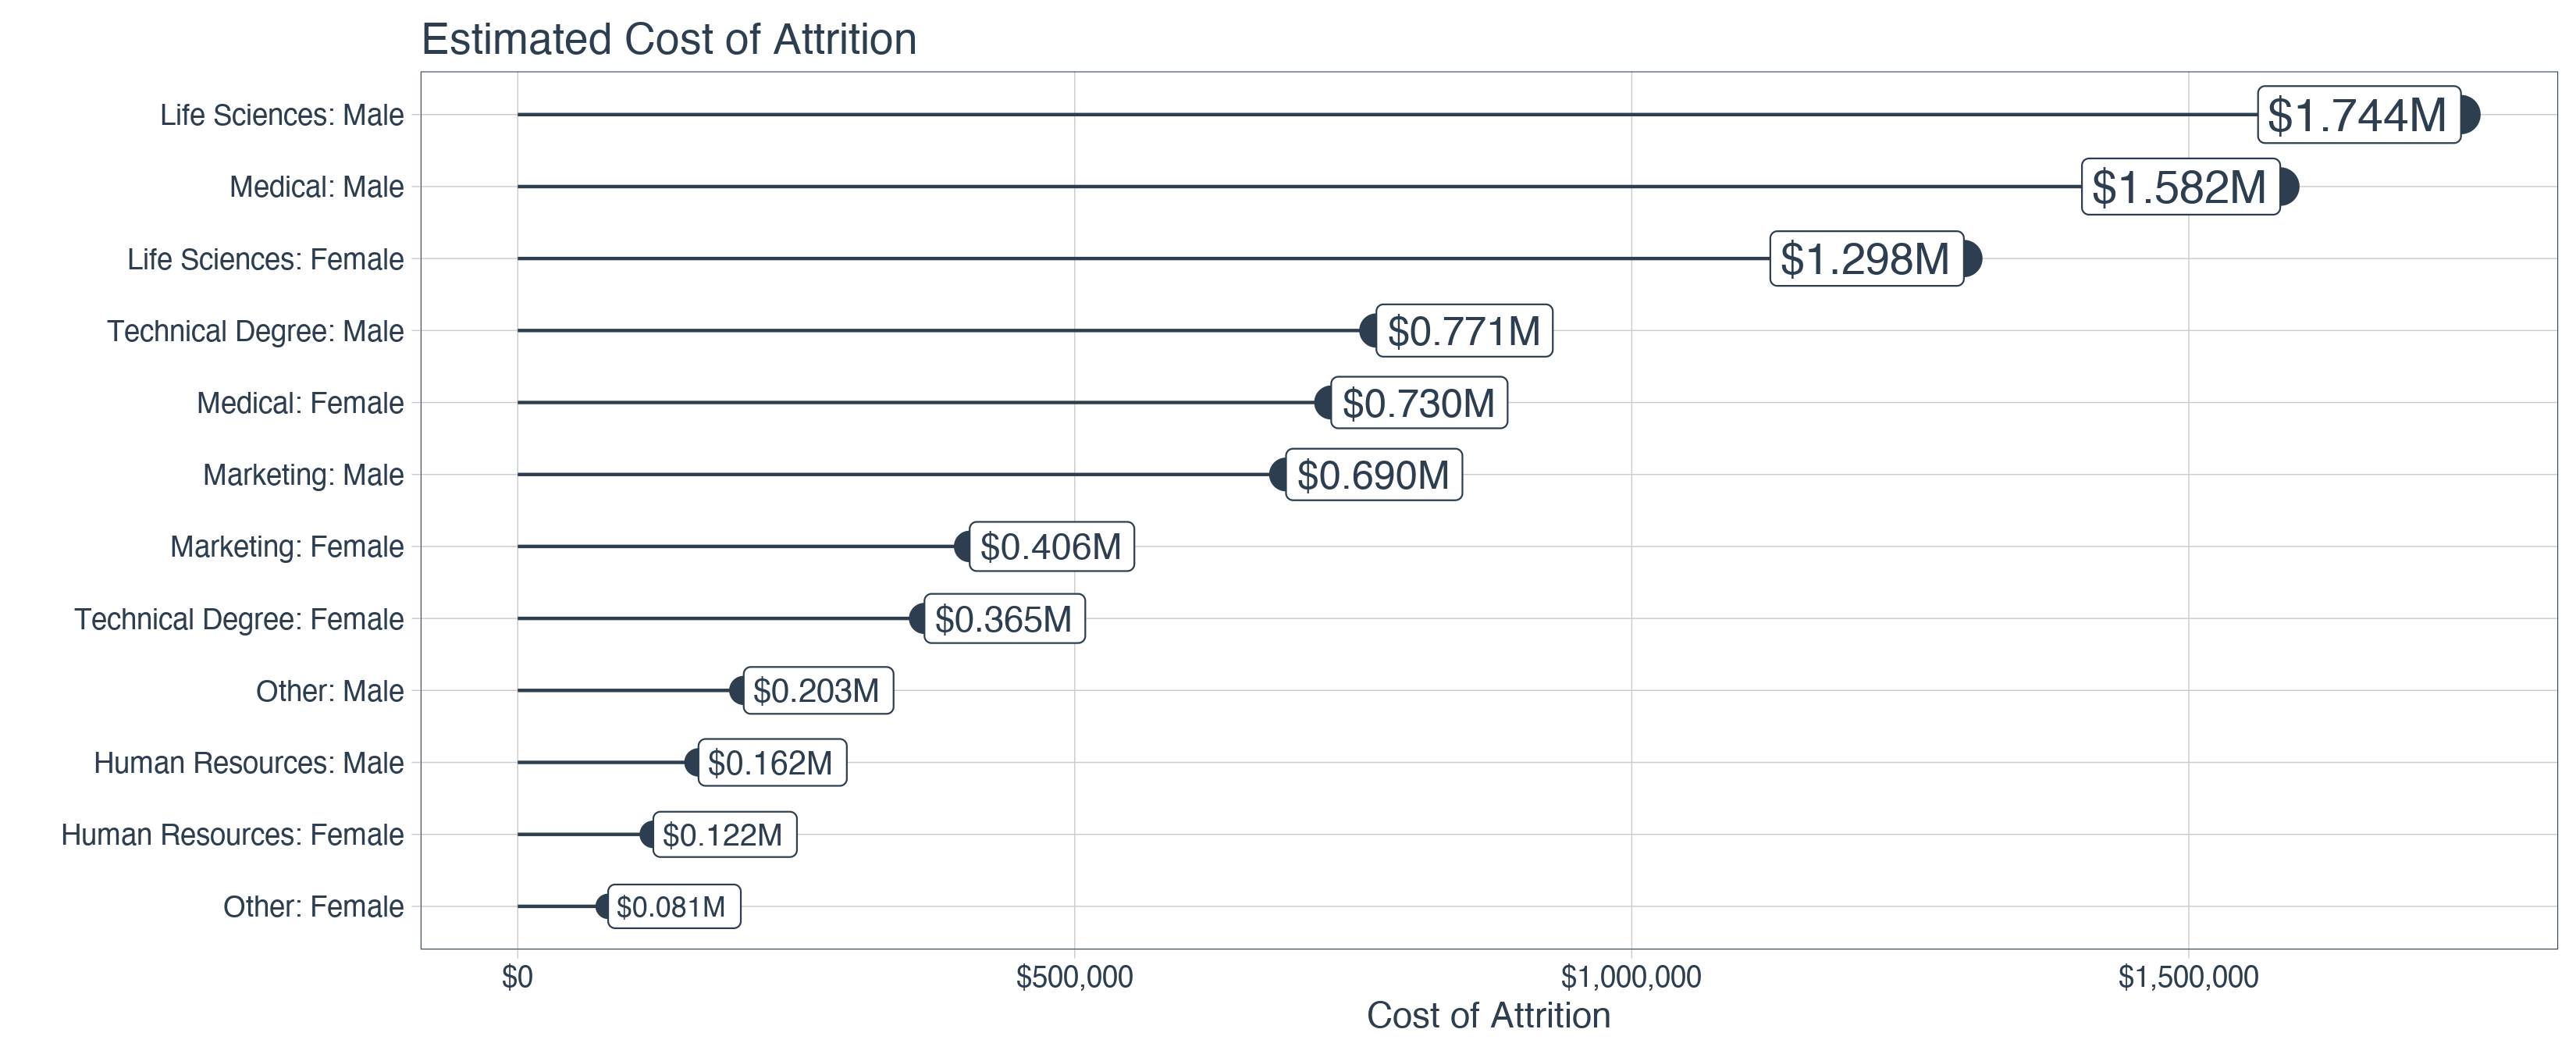 Estimated Cost of Attrition
Life Sciences: Male $1.744M
Medical: Male $1.582M
Life Sciences: Female $1.298M
Technical Degree: Male $0.771M
Medical: Female $0.730M
Marketing: Male $0.690M
Marketing: Female $0.406M
Technical Degree: Female $0.365M
Other: Male $0.203M
Human Resources: Male $0.162M
Human Resources: Female $0.122M
Other: Female $0.081M
$0 $500,000 $1,000,000 $1,500,000
Cost of Attrition